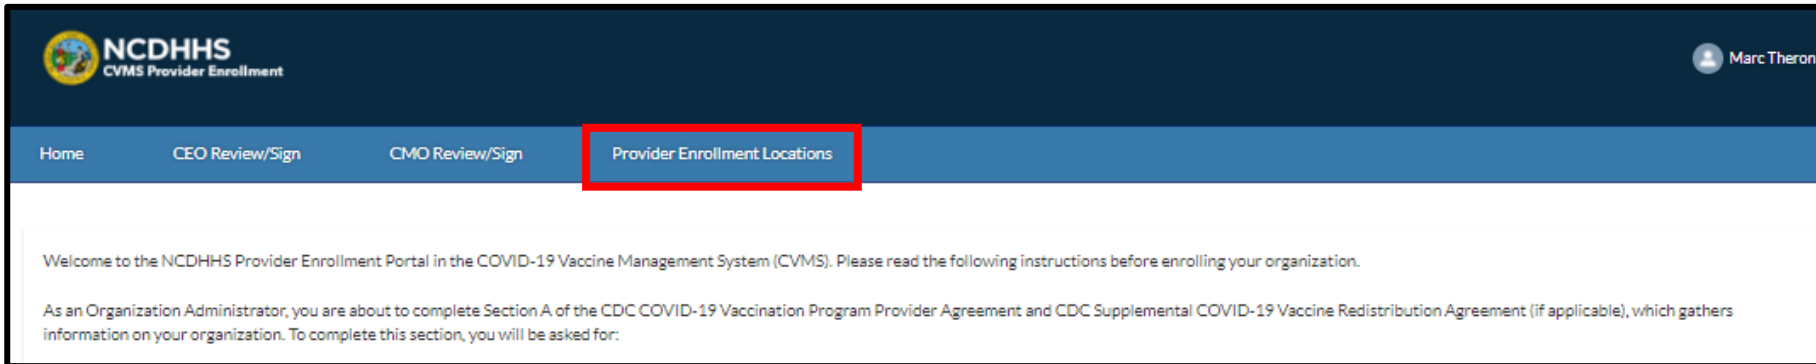 NCDHHS
CVMS Provider Enrollment
Marc Theron
Home CEO Review/Sign CMO Review/Sign Provider Enrollment Locations
Welcome to the NCDHHS Provider Enrollment Portal in the COVID-19 Vaccine Management System (CVMS). Please read the following instructions before enrolling your organization.
As an Organization Administrator, you are about to complete Section A of the CDC COVID-19 Vaccination Program Provider Agreement and CDC Supplemental COVID-19 Vaccine Redistribution Agreement (if applicable), which gathers
information on your organization. To complete this section, you will be asked for: